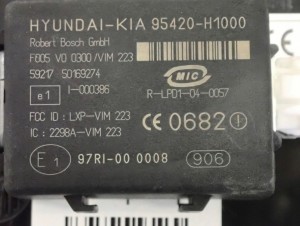 HYUNDAI-KIA 95420-H1000
Robert Bosch GmbH
F005 V0 0300 /VIM 223
59217 S0169274
MIC
e1 I-000386
R-LPD1-04-0057
FCC ID : LXP-VIM 223
IC : 2298A-VIM 223
CE 0682
E1 97RI-00 0008 906